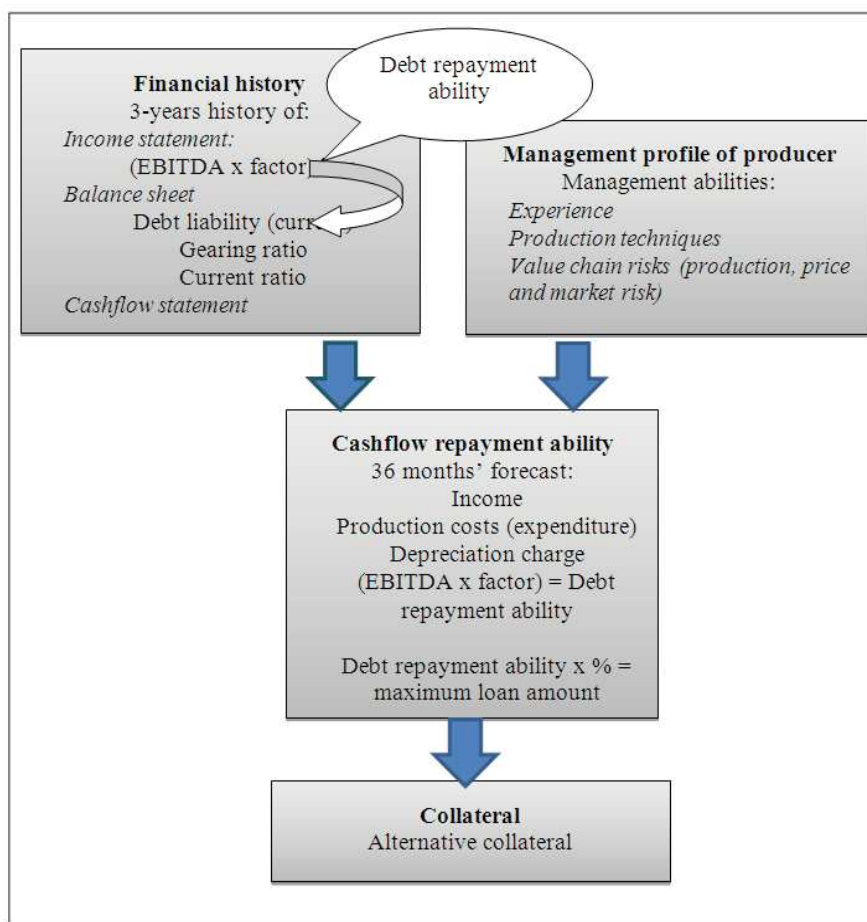 Debt repayment
ability
Financial history
3-years history of:
Income statement:
(EBITDA x factor)
Balance sheet
Debt liability
Gearing ratio
Current ratio
Cashflow statement
Management profile of producer
Management abilities:
Experience
Production techniques
Value chain risks (production, price
and market risk)
Cashflow repayment ability
36 months’ forecast:
Income
Production costs (expenditure)
Depreciation charge
(EBITDA x factor) = Debt
repayment ability
Debt repayment ability x % =
maximum loan amount
Collateral
Alternative collateral